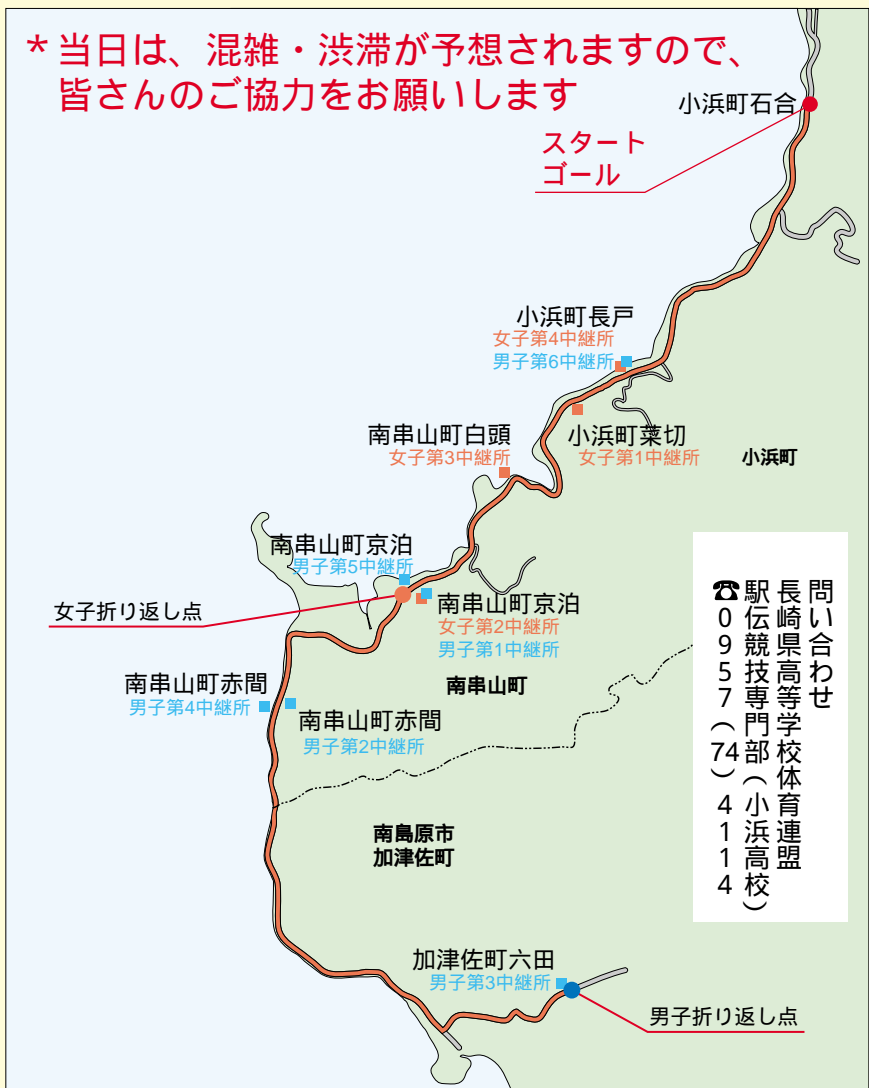 *当日は、混雑・渋滞が予想されますので、
皆さんのご協力をお願いします
小浜町石合
スタート
ゴール
小浜町長戸
女子第4中継所
男子第6中継所
南串山町白頭
女子第3中継所
小浜町菜切
女子第1中継所
小浜町
南串山町京泊
男子第5中継所
女子折り返し点
南串山町京泊
女子第2中継所
男子第1中継所
南串山町
南串山町赤間
男子第4中継所
南串山町赤間
男子第2中継所
問い合わせ
長崎県高等学校体育連盟
駅伝競技専門部(小浜高校)
☎0957(74)4114
南島原市
加津佐町
加津佐町六田
男子第3中継所
男子折り返し点